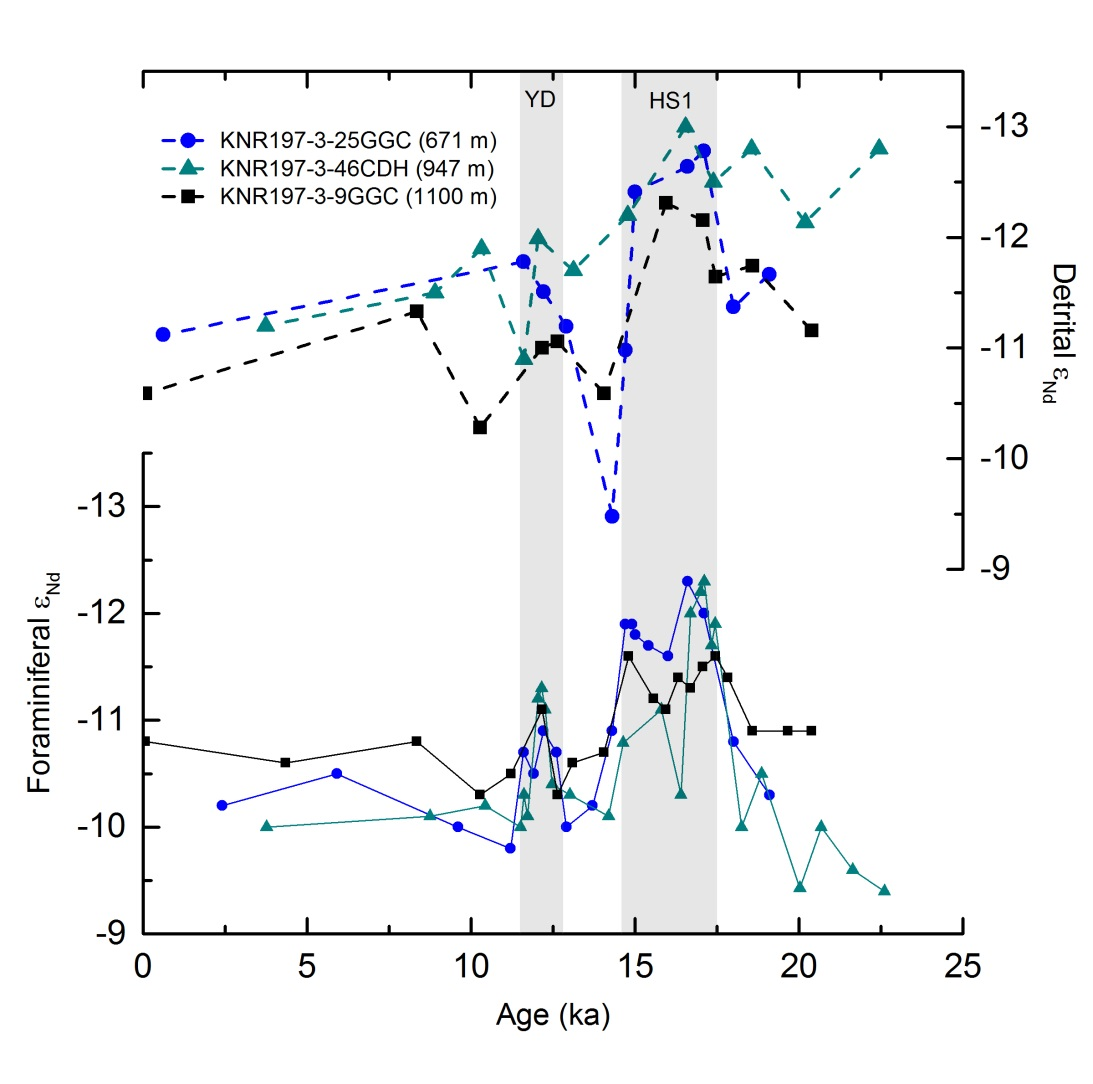 YD
HS1
KNR197-3-25GGC (671 m)
KNR197-3-46CDH (947 m)
KNR197-3-9GGC (1100 m)
-13
-12
-11
-10
-9
Detrital εNd
-13
-12
-11
-10
-9
Foraminiferal εNd
0 5 10 15 20 25
Age (ka)